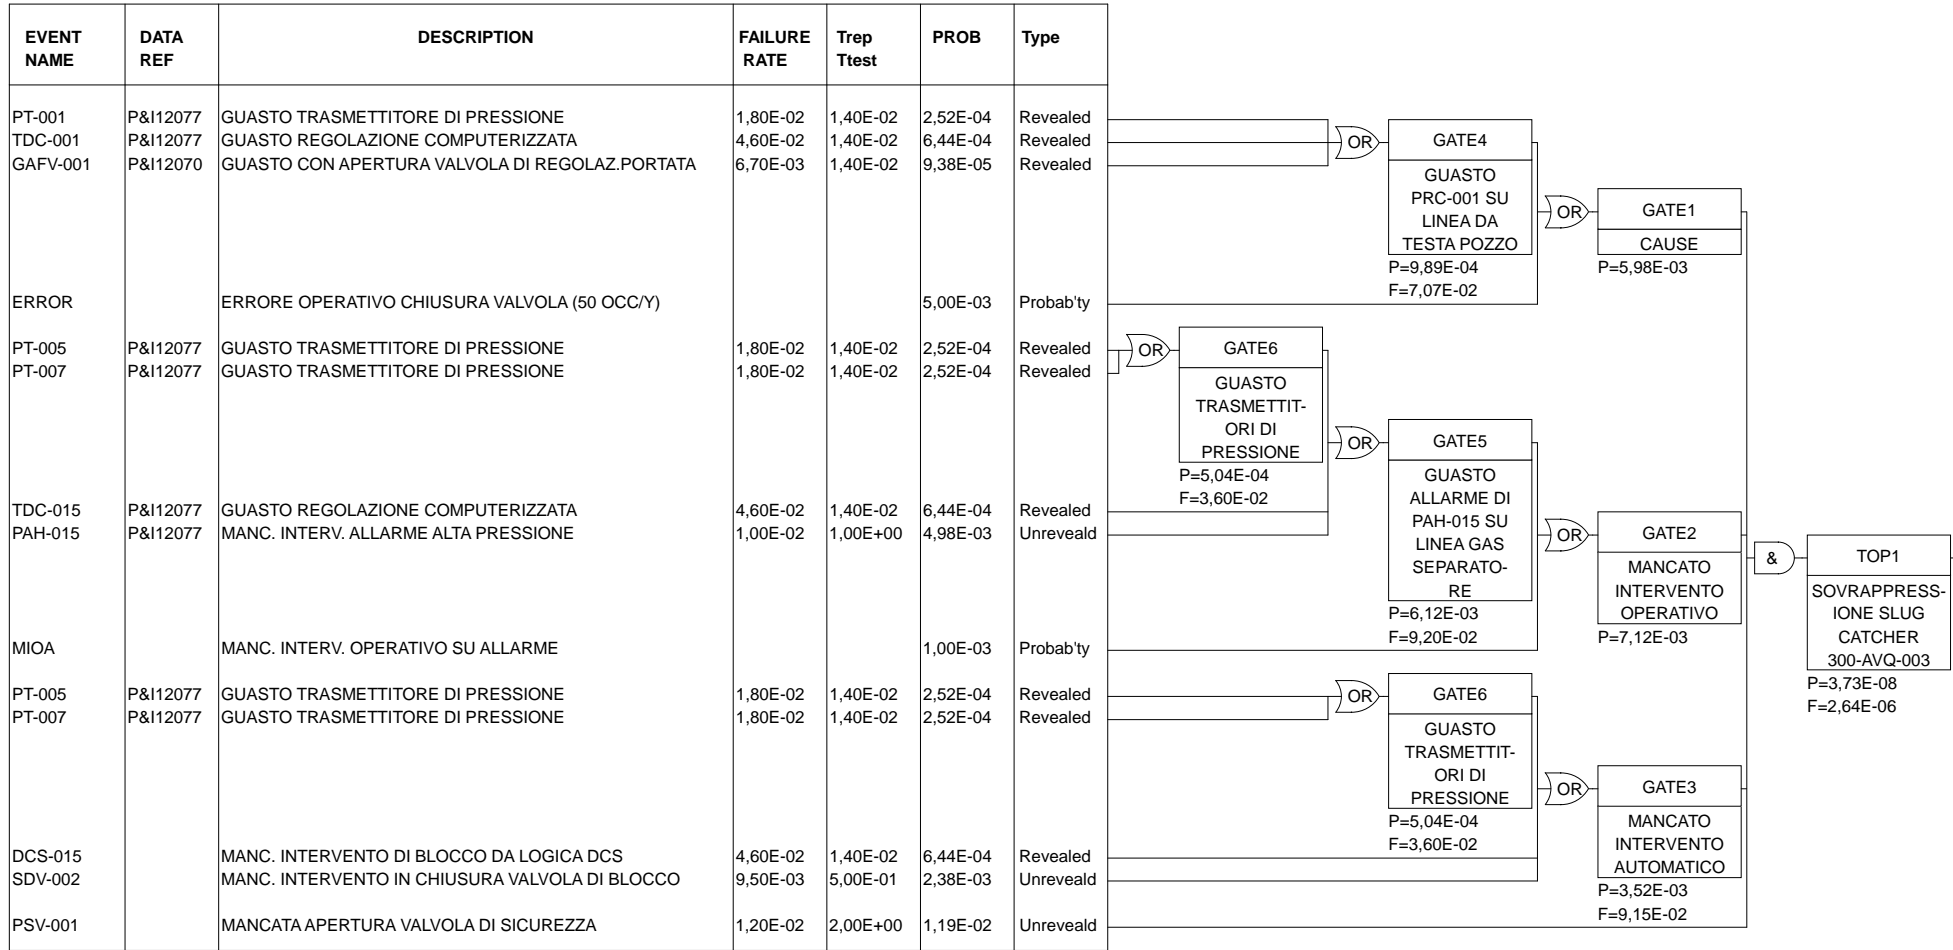 EVENT NAME DATA REF DESCRIPTION FAILURE RATE Trep Ttest PROB Type
PT-001 P&I12077 GUASTO TRASMETTITORE DI PRESSIONE 1,80E-02 1,40E-02 2,52E-04 Revealed
TDC-001 P&I12077 GUASTO REGOLAZIONE COMPUTERIZZATA 4,60E-02 1,40E-02 6,44E-04 Revealed
GAFV-001 P&I12070 GUASTO CON APERTURA VALVOLA DI REGOLAZ.PORTATA 6,70E-03 1,40E-02 9,38E-05 Revealed
ERROR ERRORE OPERATIVO CHIUSURA VALVOLA (50 OCC/Y) 5,00E-03 Probab'ty
PT-005 P&I12077 GUASTO TRASMETTITORE DI PRESSIONE 1,80E-02 1,40E-02 2,52E-04 Revealed
PT-007 P&I12077 GUASTO TRASMETTITORE DI PRESSIONE 1,80E-02 1,40E-02 2,52E-04 Revealed
TDC-015 P&I12077 GUASTO REGOLAZIONE COMPUTERIZZATA 4,60E-02 1,40E-02 6,44E-04 Revealed
PAH-015 P&I12077 MANC. INTERV. ALLARME ALTA PRESSIONE 1,00E-02 1,00E+00 4,98E-03 Unreveald
MIOA MANC. INTERV. OPERATIVO SU ALLARME 1,00E-03 Probab'ty
PT-005 P&I12077 GUASTO TRASMETTITORE DI PRESSIONE 1,80E-02 1,40E-02 2,52E-04 Revealed
PT-007 P&I12077 GUASTO TRASMETTITORE DI PRESSIONE 1,80E-02 1,40E-02 2,52E-04 Revealed
DCS-015 MANC. INTERVENTO DI BLOCCO DA LOGICA DCS 4,60E-02 1,40E-02 6,44E-04 Revealed
SDV-002 MANC. INTERVENTO IN CHIUSURA VALVOLA DI BLOCCO 9,50E-03 5,00E-01 2,38E-03 Unreveald
PSV-001 MANCATA APERTURA VALVOLA DI SICUREZZA 1,20E-02 2,00E+00 1,19E-02 Unreveald
OR
GATE4
GUASTO
PRC-001 SU
LINEA DA
TESTA POZZO
P=9,89E-04
F=7,07E-02
OR
GATE1
CAUSE
P=5,98E-03
OR
GATE6
GUASTO
TRASMETTIT-
ORI DI
PRESSIONE
P=5,04E-04
F=3,60E-02
OR
GATE5
GUASTO
ALLARME DI
PAH-015 SU
LINEA GAS
SEPARATO-
RE
P=6,12E-03
F=9,20E-02
OR
GATE2
MANCATO
INTERVENTO
OPERATIVO
P=7,12E-03
&
TOP1
SOVRAPPRESS-
IONE SLUG
CATCHER
300-AVQ-003
P=3,73E-08
F=2,64E-06
OR
GATE6
GUASTO
TRASMETTIT-
ORI DI
PRESSIONE
P=5,04E-04
F=3,60E-02
OR
GATE3
MANCATO
INTERVENTO
AUTOMATICO
P=3,52E-03
F=9,15E-02